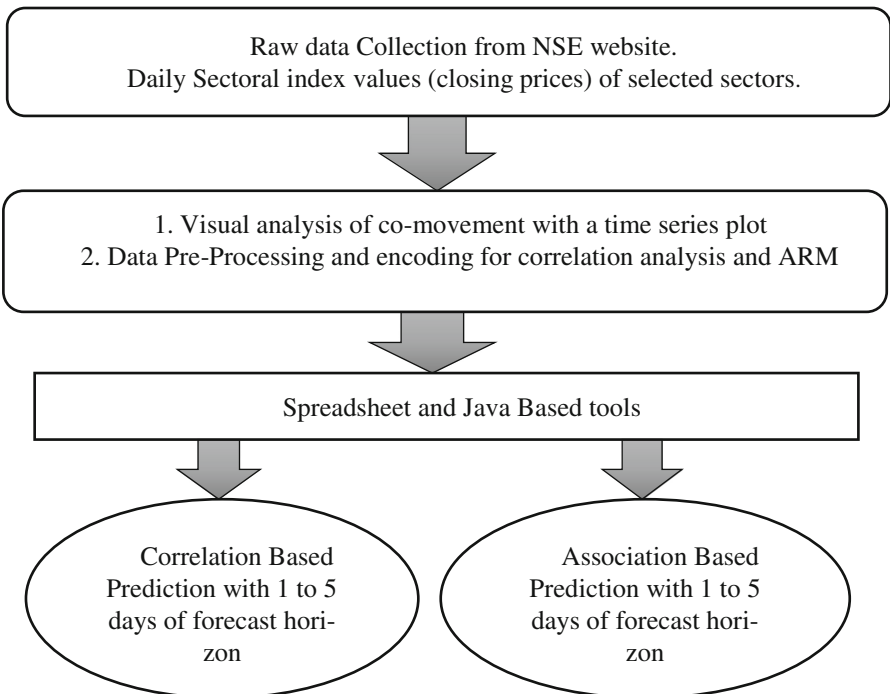 Raw data Collection from NSE website.
Daily Sectoral index values (closing prices) of selected sectors.
1. Visual analysis of co-movement with a time series plot
2. Data Pre-Processing and encoding for correlation analysis and ARM
Spreadsheet and Java Based tools
Correlation Based
Prediction with 1 to 5
days of forecast hori-
zon
Association Based
Prediction with 1 to 5
days of forecast hori-
zon